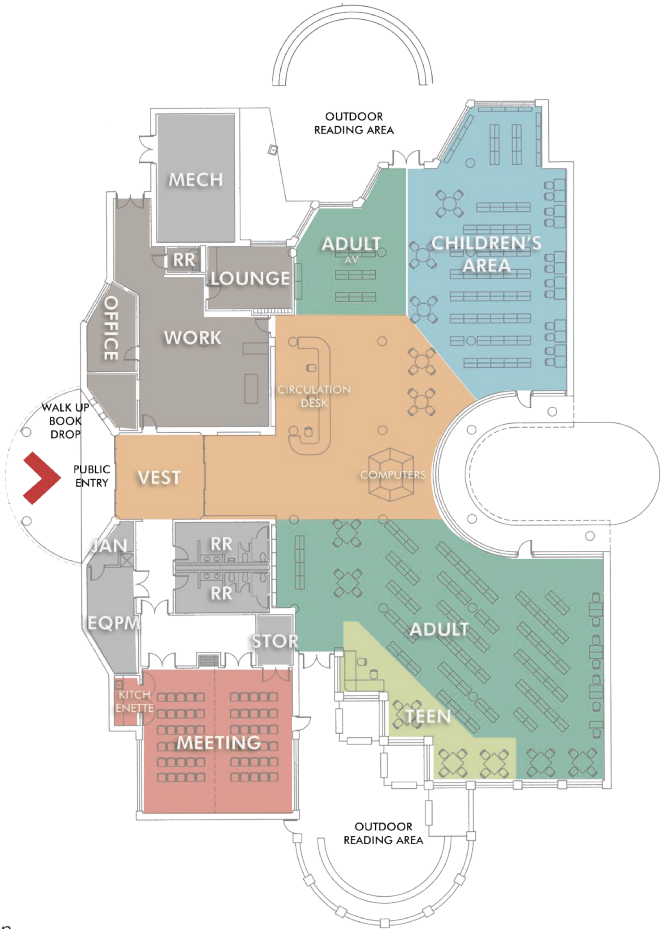 OUTDOOR
READING AREA
MECH
ADULT
AV
CHILDREN'S
AREA
RR
LOUNGE
OFFICE
WORK
CIRCULATION
DESK
WALK UP
BOOK
DROP
PUBLIC
ENTRY
VEST
COMPUTERS
JAN
RR
RR
EQPM
STOR
ADULT
KITCH
ENETTE
TEEN
MEETING
OUTDOOR
READING AREA